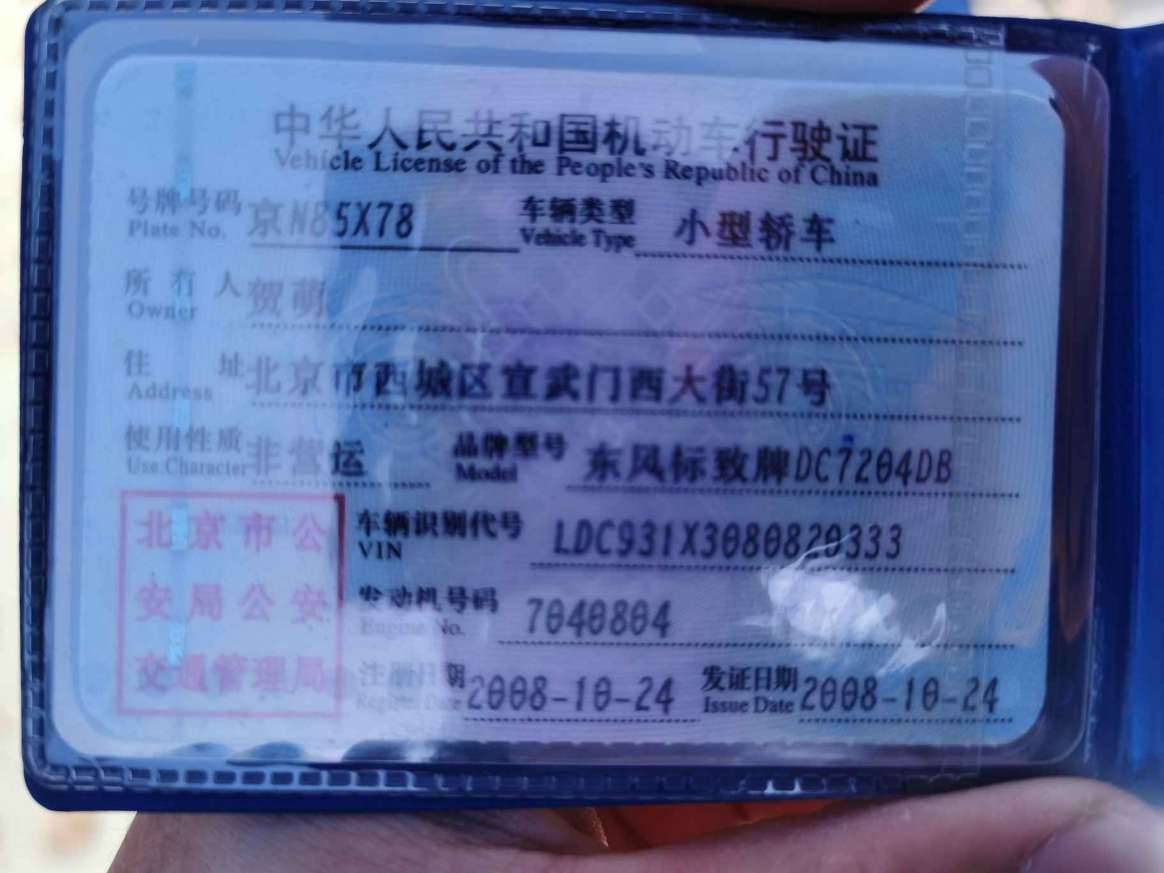 中华人民共和国机动车行驶证
Vehicle License of the People's Republic of China
号牌号码 京N85X78 车辆类型 小型轿车
Plate No. Vehicle Type
所有人 贺萌
Owner
住址 北京市西城区宣武门西大街57号
Address
使用性质 非营运 品牌型号 东风标致牌DC7204DB
Use Character Model
车辆识别代号 LDC931X3080820333
VIN
发动机号码 7040804
Engine No.
注册日期 2008-10-24 发证日期 2008-10-24
Register Date Issue Date
北京市公
安局公安
交通管理局